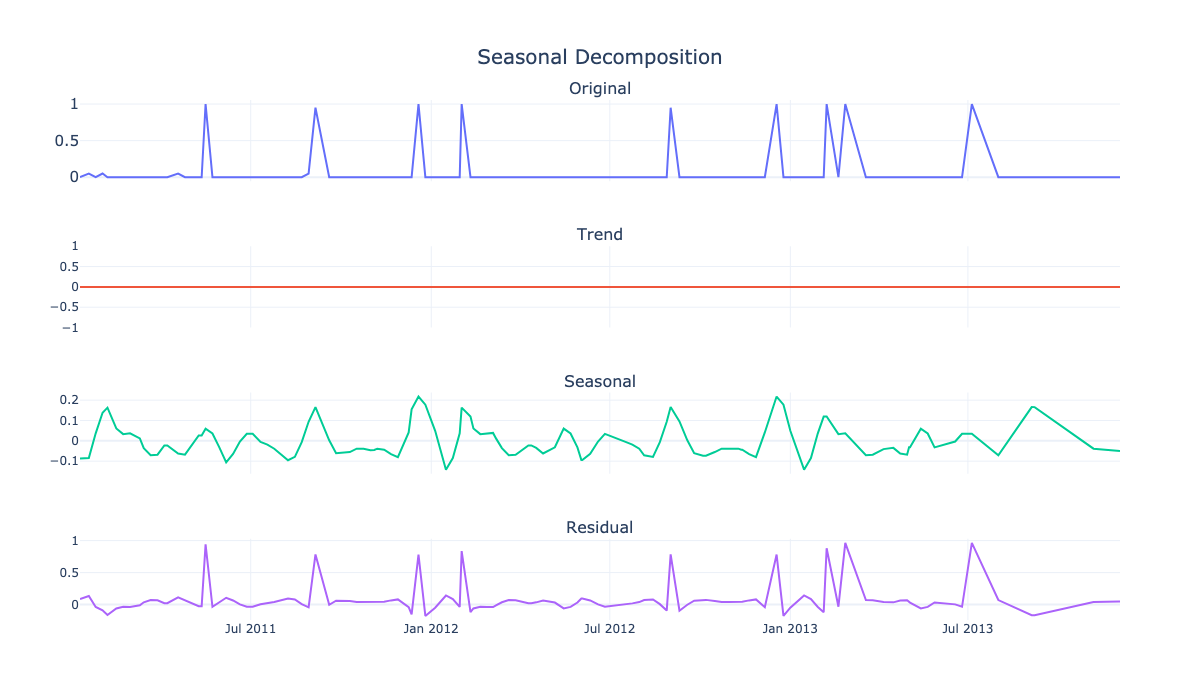 Seasonal Decomposition
Original
1
0.5
0
Trend
1
0.5
0
−0.5
−1
Seasonal
0.2
0.1
0
−0.1
Residual
1
0.5
0
Jul 2011 Jan 2012 Jul 2012 Jan 2013 Jul 2013